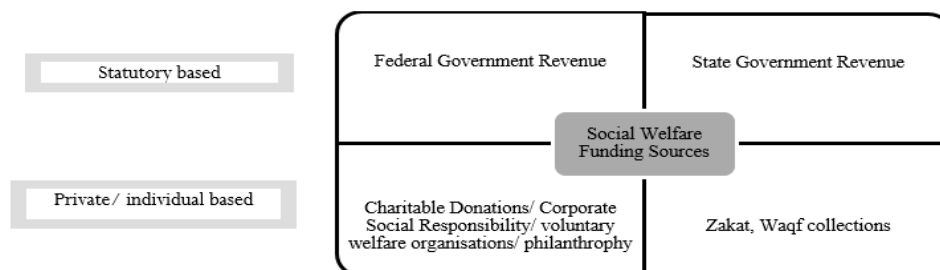 Statutory based
Federal Government Revenue
State Government Revenue
Social Welfare
Funding Sources
Private/ individual based
Charitable Donations/ Corporate
Social Responsibility/ voluntary
welfare organisations/ philanthrophy
Zakat, Waqf collections